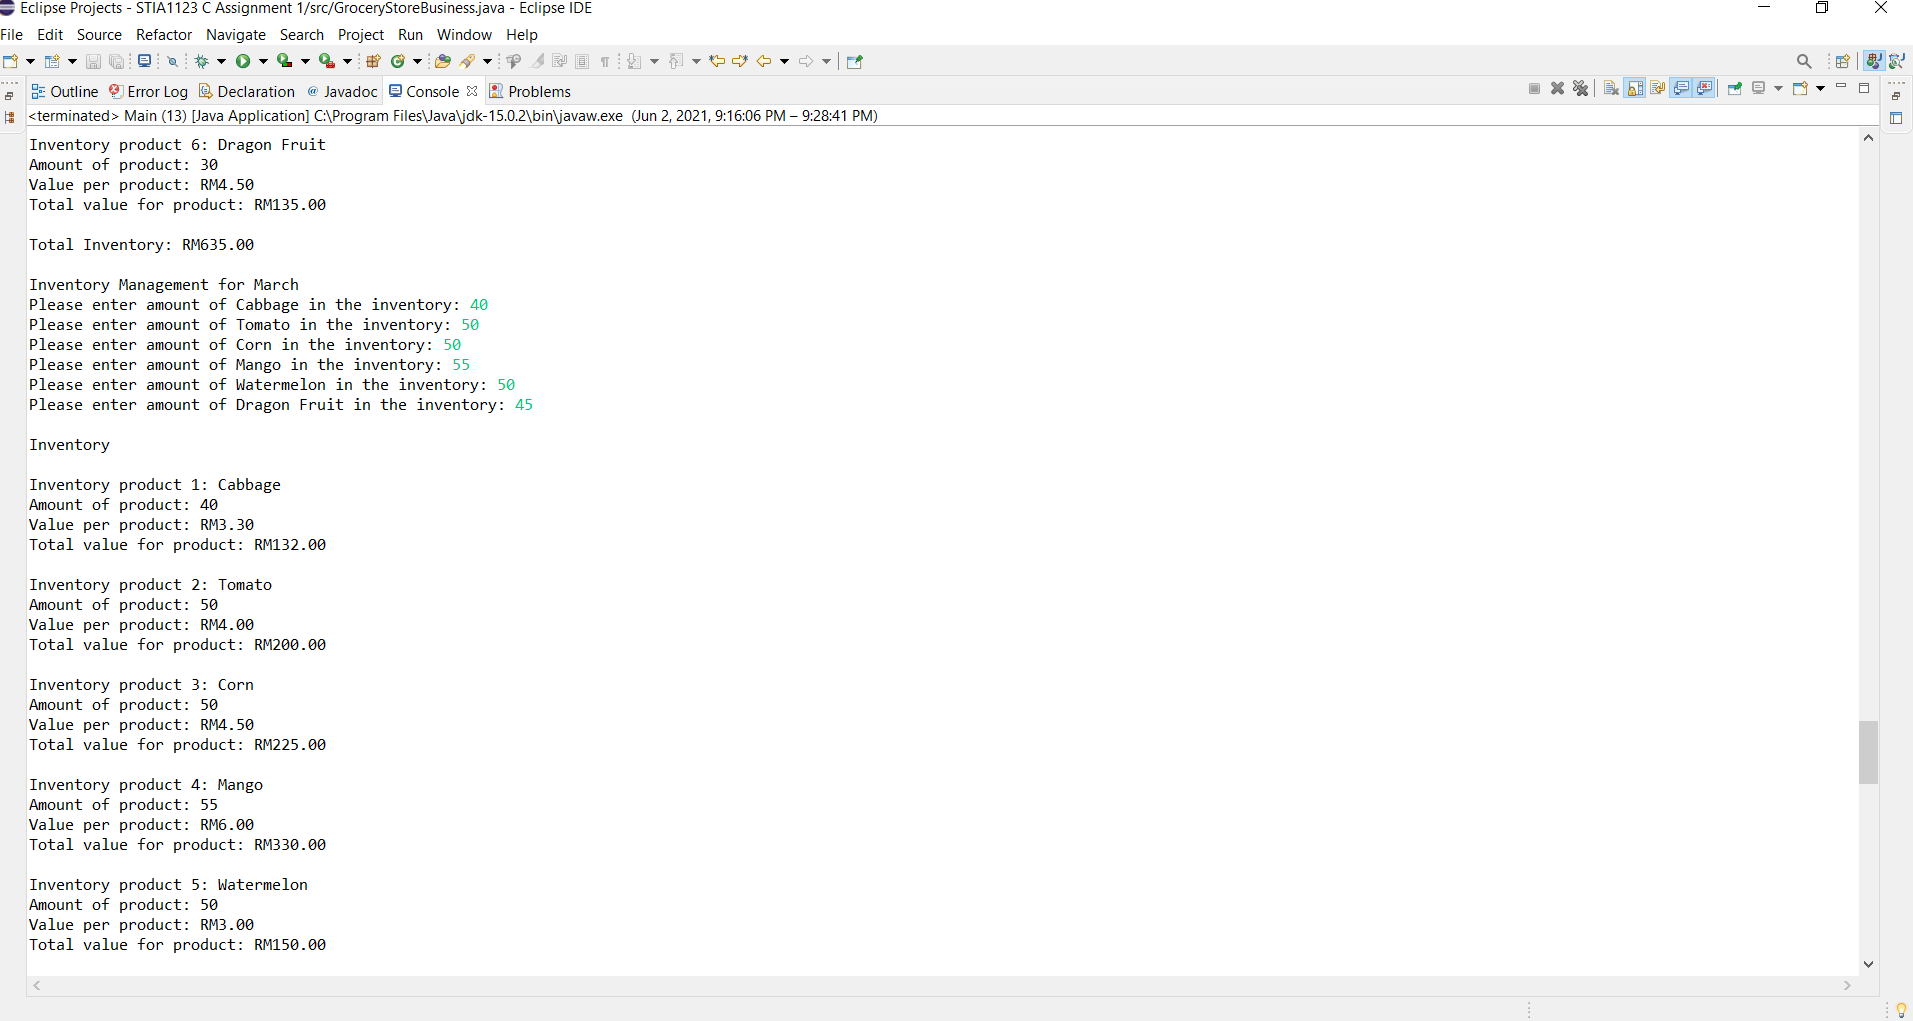 Eclipse Projects - STIA1123 C Assignment 1/src/GroceryStoreBusiness.java - Eclipse IDE
File Edit Source Refactor Navigate Search Project Run Window Help
Outline Error Log Declaration @ Javadoc Console Problems
<terminated> Main (13) [Java Application] C:\Program Files\Java\jdk-15.0.2\bin\javaw.exe (Jun 2, 2021, 9:16:06 PM – 9:28:41 PM)
Inventory product 6: Dragon Fruit
Amount of product: 30
Value per product: RM4.50
Total value for product: RM135.00
Total Inventory: RM635.00
Inventory Management for March
Please enter amount of Cabbage in the inventory: 40
Please enter amount of Tomato in the inventory: 50
Please enter amount of Corn in the inventory: 50
Please enter amount of Mango in the inventory: 55
Please enter amount of Watermelon in the inventory: 50
Please enter amount of Dragon Fruit in the inventory: 45
Inventory
Inventory product 1: Cabbage
Amount of product: 40
Value per product: RM3.30
Total value for product: RM132.00
Inventory product 2: Tomato
Amount of product: 50
Value per product: RM4.00
Total value for product: RM200.00
Inventory product 3: Corn
Amount of product: 50
Value per product: RM4.50
Total value for product: RM225.00
Inventory product 4: Mango
Amount of product: 55
Value per product: RM6.00
Total value for product: RM330.00
Inventory product 5: Watermelon
Amount of product: 50
Value per product: RM3.00
Total value for product: RM150.00